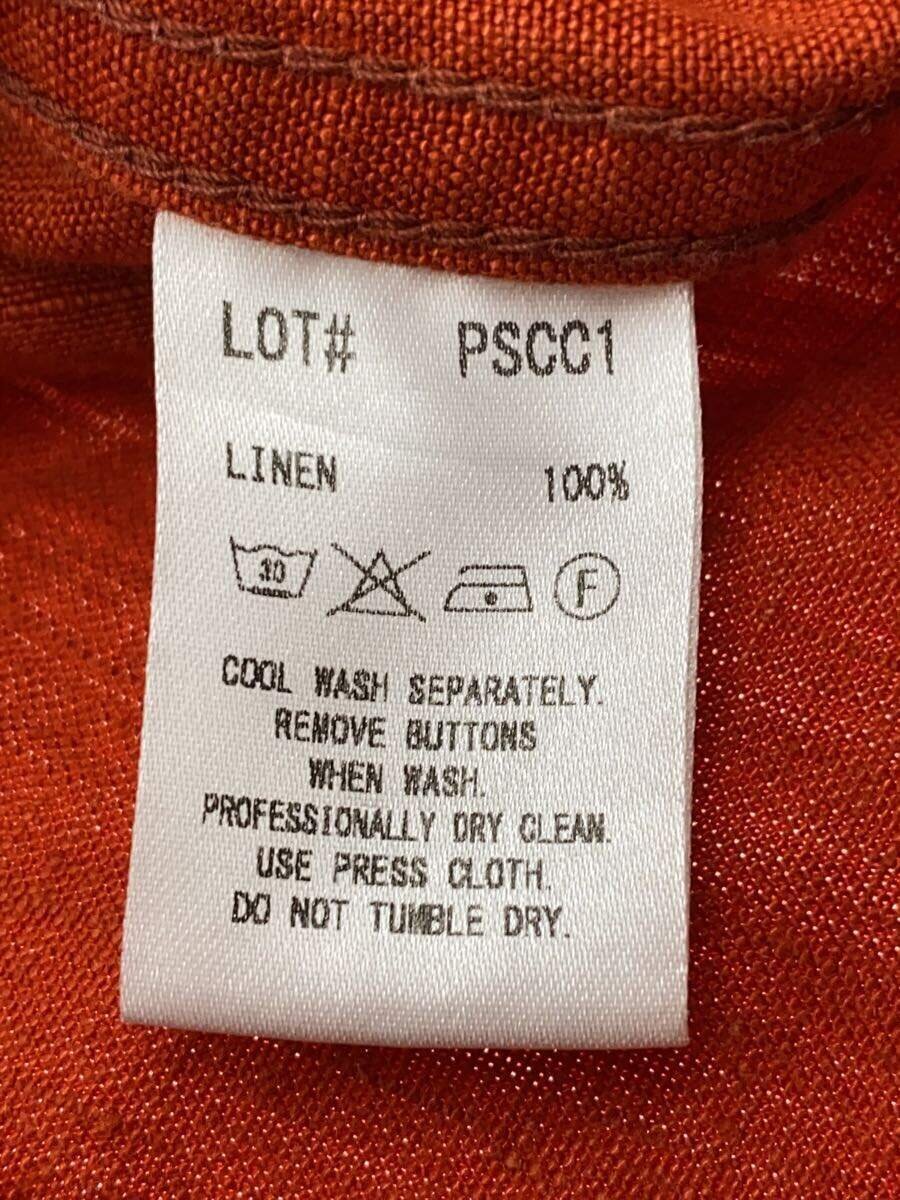 LOT# PSCC1
LINEN 100%
30 F
COOL WASH SEPARATELY.
REMOVE BUTTONS
WHEN WASH.
PROFESSIONALLY DRY CLEAN.
USE PRESS CLOTH.
DO NOT TUMBLE DRY.